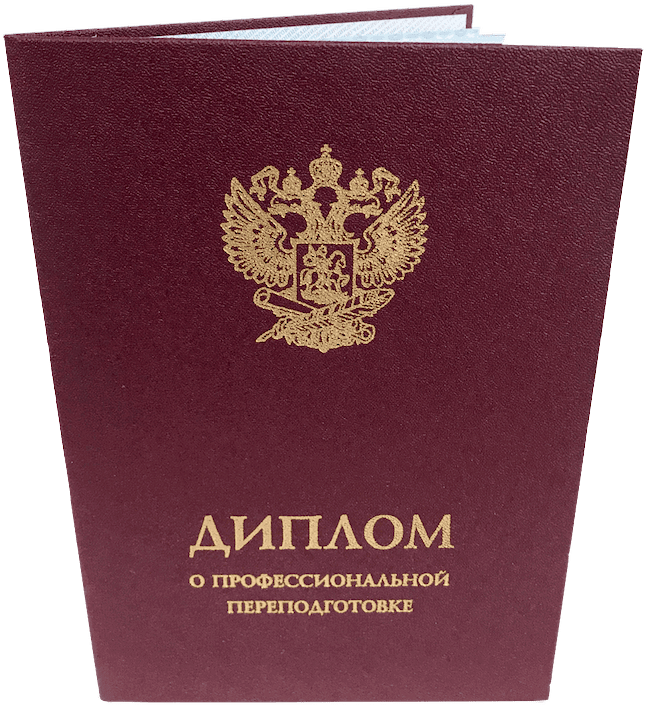 ДИПЛОМ
О ПРОФЕССИОНАЛЬНОЙ
ПЕРЕПОДГОТОВКЕ